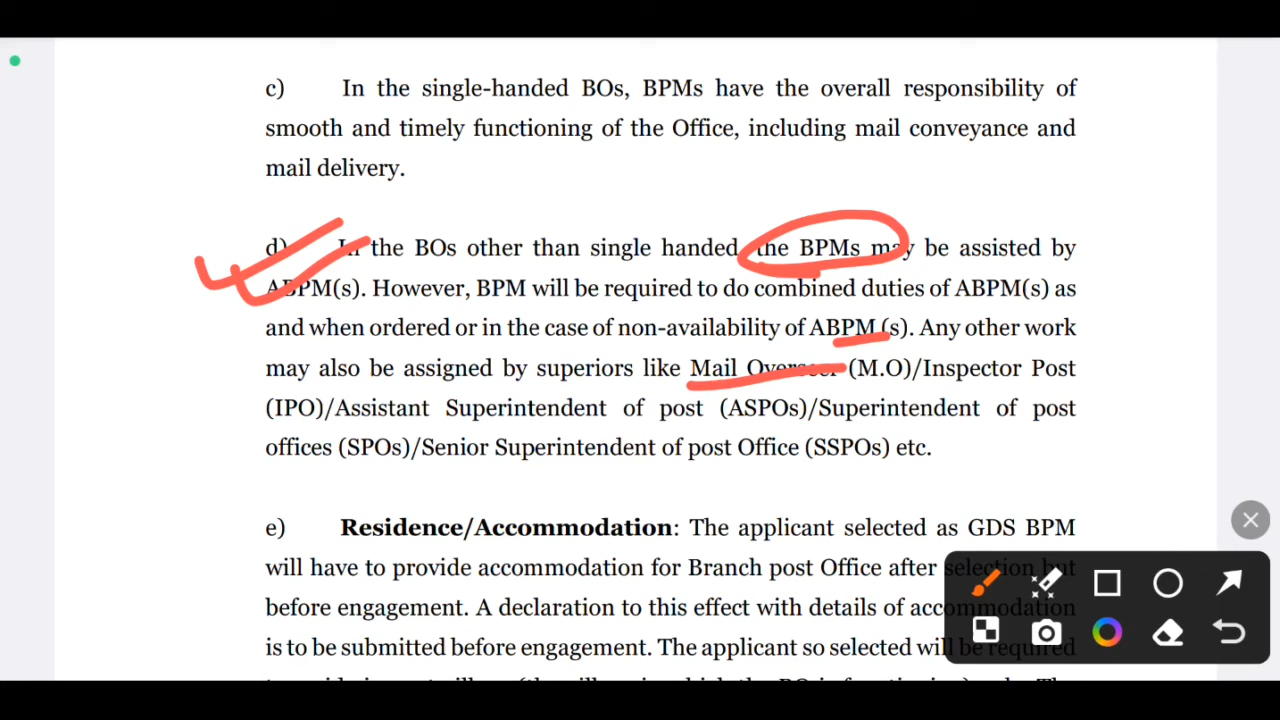 c) In the single-handed BOs, BPMs have the overall responsibility of
smooth and timely functioning of the Office, including mail conveyance and
mail delivery.
d) In the BOs other than single handed, the BPMs may be assisted by
ABPM(s). However, BPM will be required to do combined duties of ABPM(s) as
and when ordered or in the case of non-availability of ABPM (s). Any other work
may also be assigned by superiors like Mail Overseer (M.O)/Inspector Post
(IPO)/Assistant Superintendent of post (ASPOs)/Superintendent of post
offices (SPOs)/Senior Superintendent of post Office (SSPOs) etc.
e) Residence/Accommodation: The applicant selected as GDS BPM
will have to provide accommodation for Branch post Office after selection but
before engagement. A declaration to this effect with details of accommodation
is to be submitted before engagement. The applicant so selected will be required